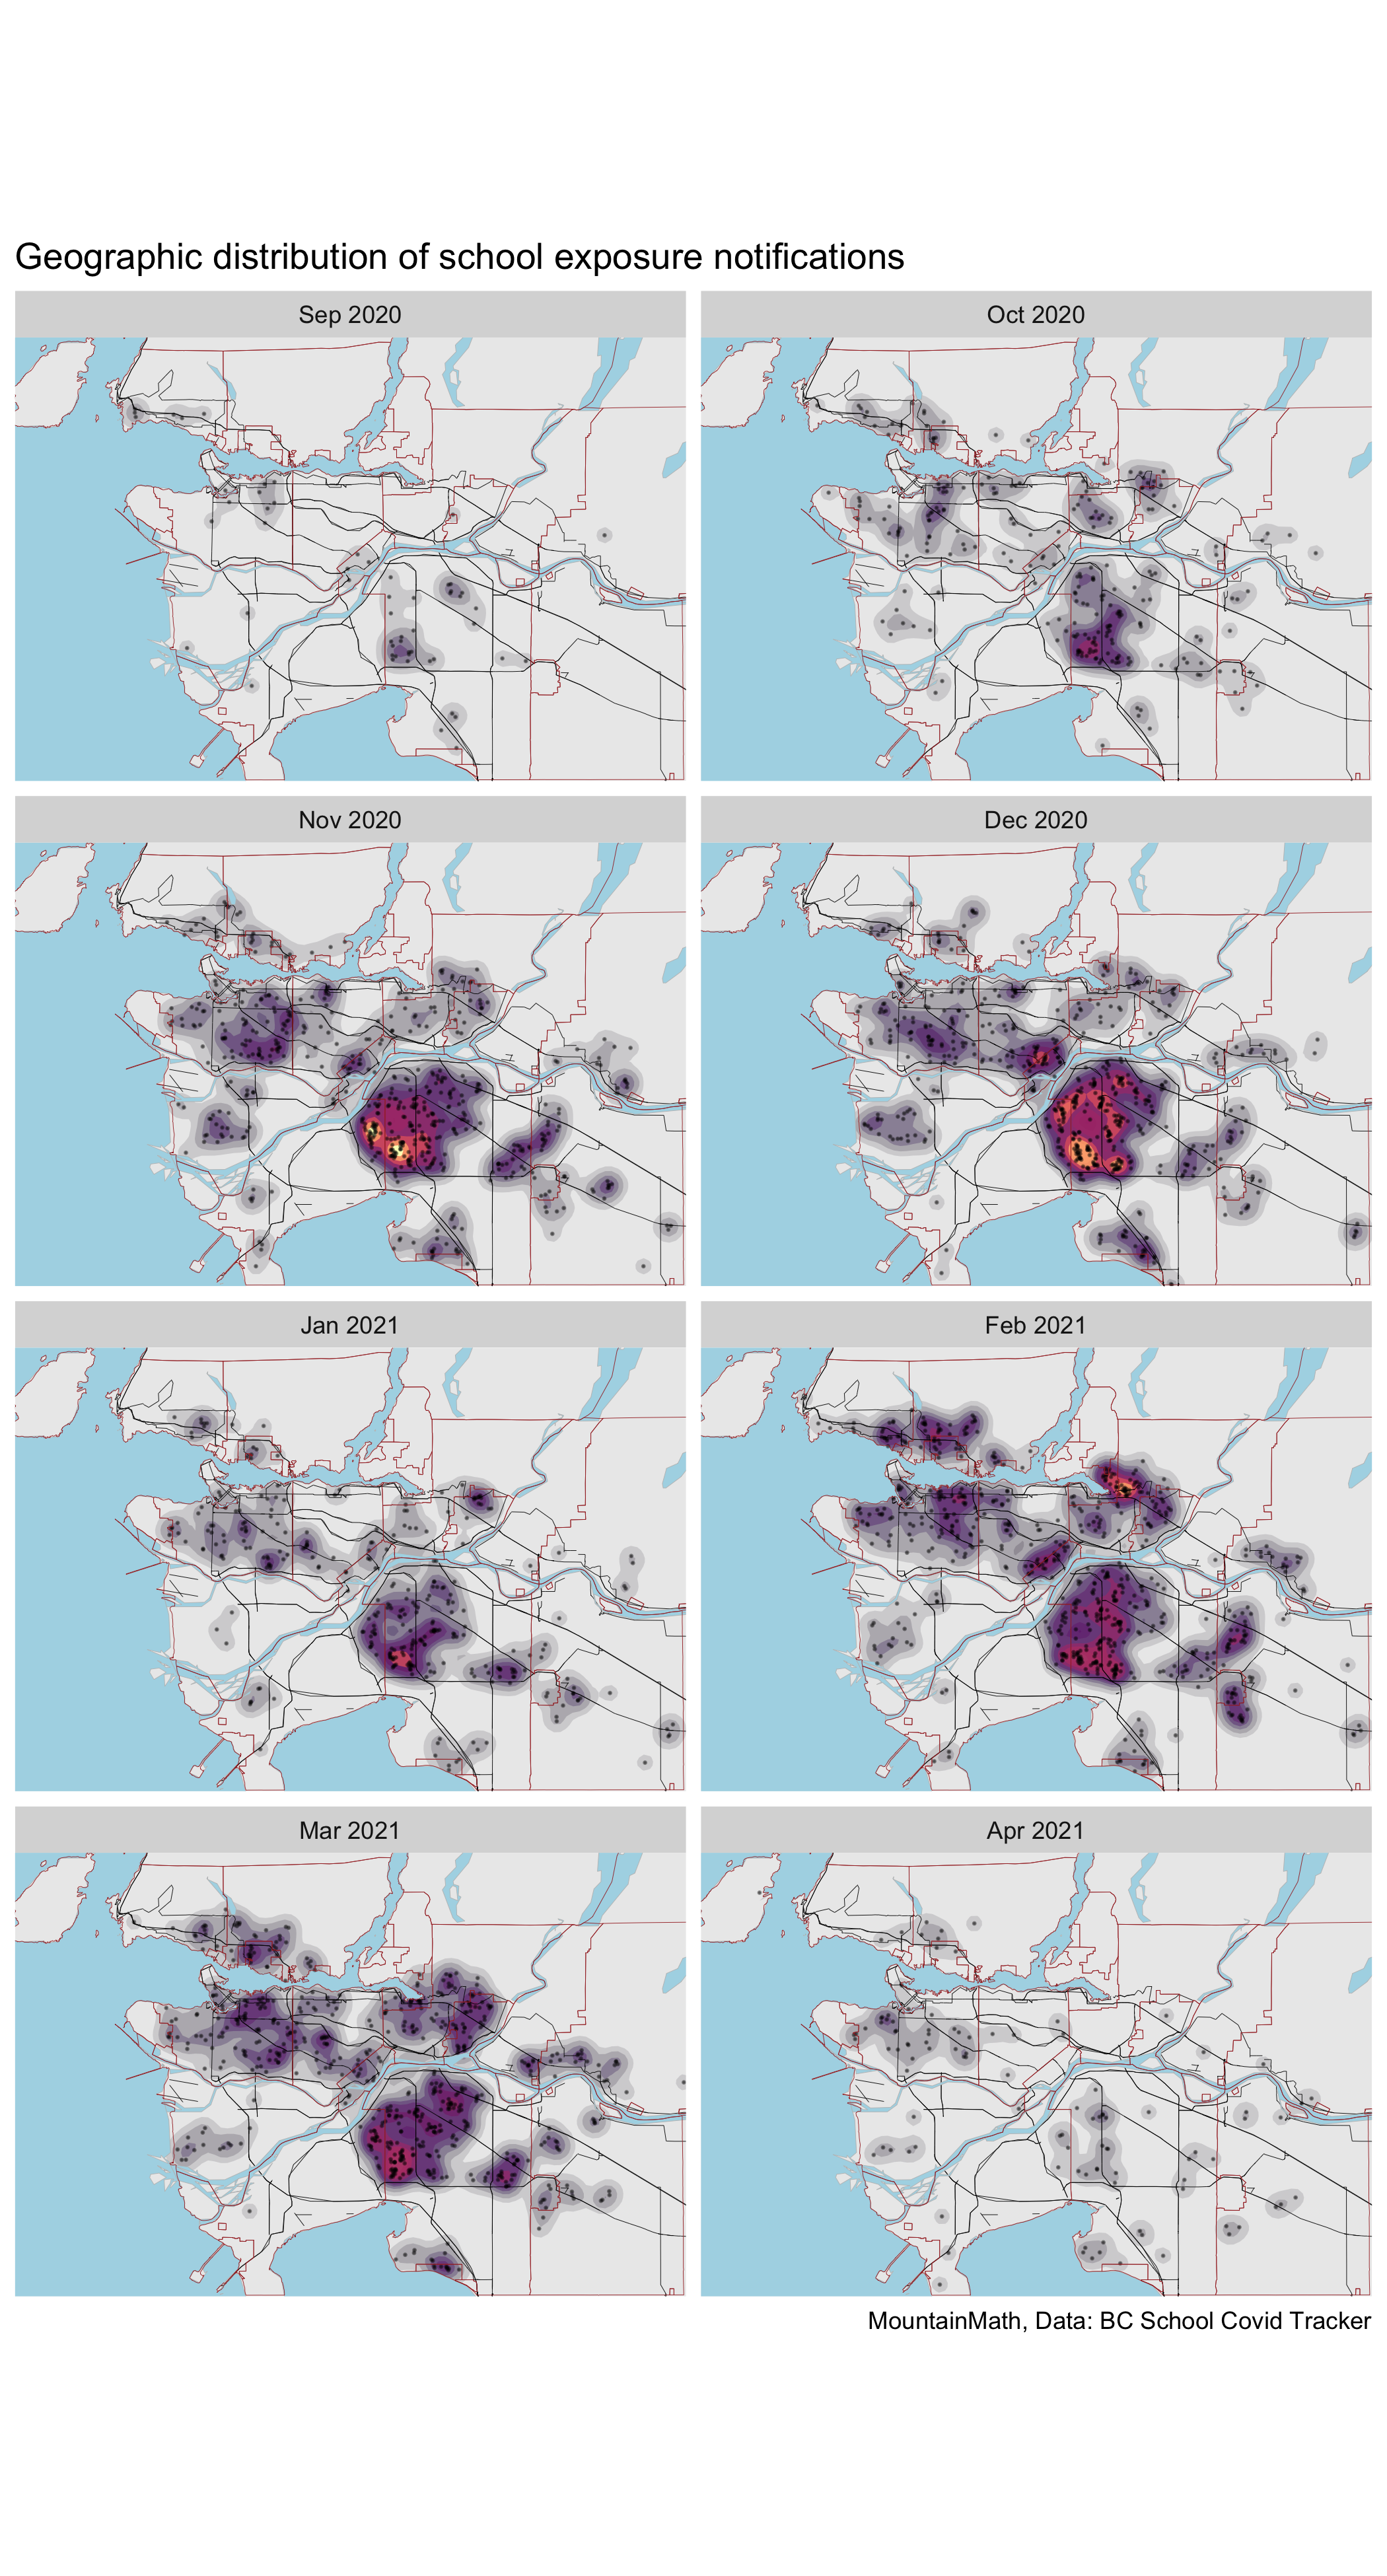 Geographic distribution of school exposure notifications
Sep 2020
Oct 2020
Nov 2020
Dec 2020
Jan 2021
Feb 2021
Mar 2021
Apr 2021
MountainMath, Data: BC School Covid Tracker